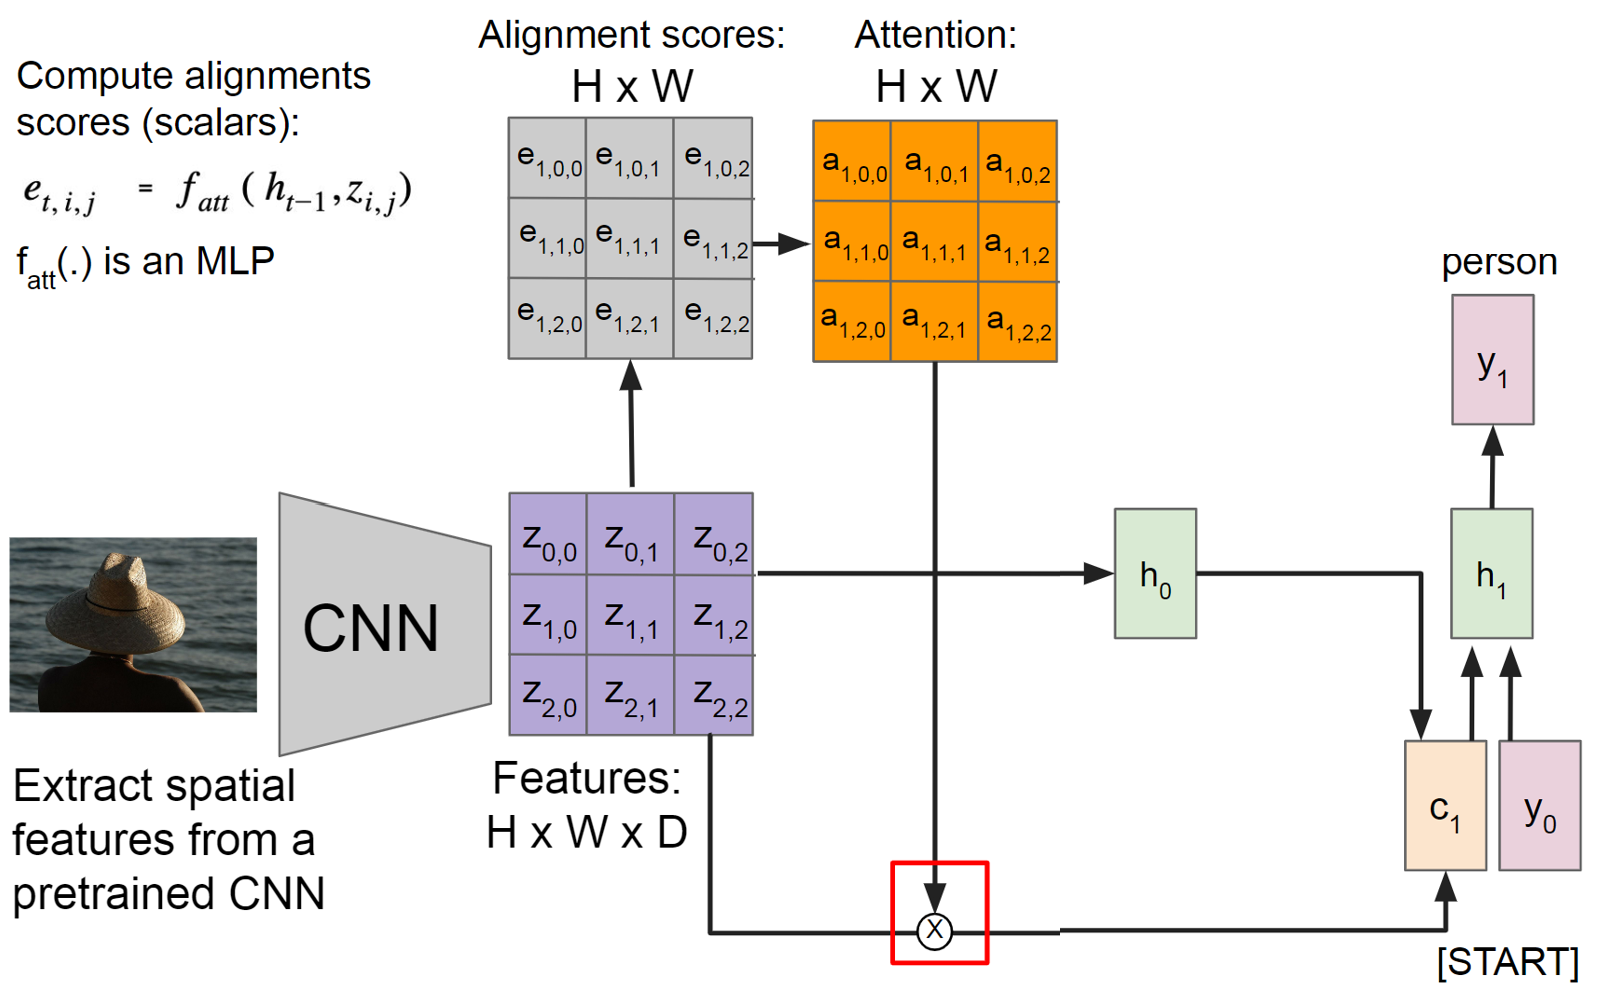 Compute alignments
scores (scalars):
e_{t,i,j} = f_{att} (h_{t-1}, z_{i,j})
f_{att}(.) is an MLP
Alignment scores:
H x W
e_{1,0,0} e_{1,0,1} e_{1,0,2}
e_{1,1,0} e_{1,1,1} e_{1,1,2}
e_{1,2,0} e_{1,2,1} e_{1,2,2}
Attention:
H x W
a_{1,0,0} a_{1,0,1} a_{1,0,2}
a_{1,1,0} a_{1,1,1} a_{1,1,2}
a_{1,2,0} a_{1,2,1} a_{1,2,2}
person
y_1
CNN
z_{0,0} z_{0,1} z_{0,2}
z_{1,0} z_{1,1} z_{1,2}
z_{2,0} z_{2,1} z_{2,2}
h_0
h_1
Extract spatial
features from a
pretrained CNN
Features:
H x W x D
X
c_1
y_0
[START]